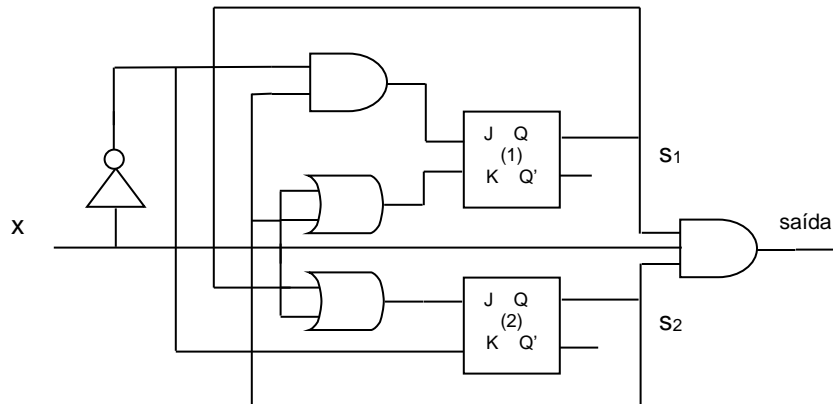 J Q
(1)
K Q'
s1
x
saída
J Q
(2)
K Q'
s2